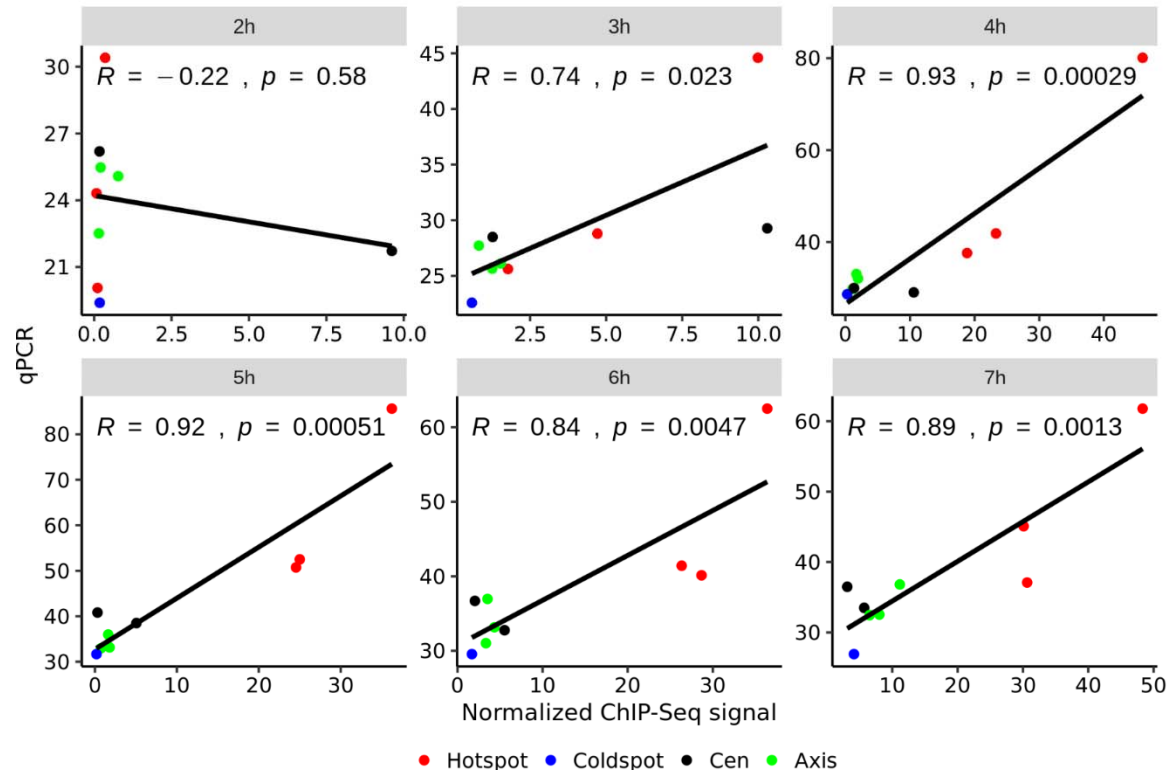 2h
3h
4h
R = −0.22 , p = 0.58
R = 0.74 , p = 0.023
R = 0.93 , p = 0.00029
30
27
24
21
0.0 2.5 5.0 7.5 10.0
45
40
35
30
25
2.5 5.0 7.5 10.0
80
60
40
0 10 20 30 40
qPCR
5h
6h
7h
R = 0.92 , p = 0.00051
R = 0.84 , p = 0.0047
R = 0.89 , p = 0.0013
80
70
60
50
40
30
0 10 20 30
60
50
40
30
0 10 20 30
60
50
40
30
10 20 30 40 50
Normalized ChIP-Seq signal
Hotspot Coldspot Cen Axis